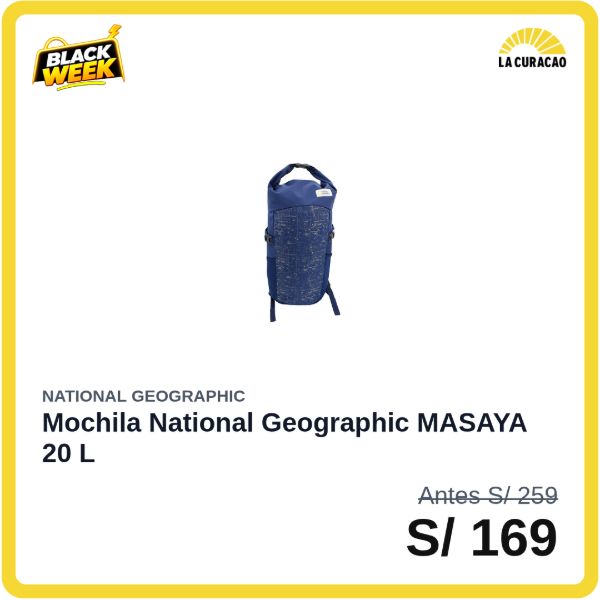 BLACK
WEEK
LA CURACAO
NATIONAL GEOGRAPHIC
Mochila National Geographic MASAYA
20 L
Antes S/ 259
S/ 169